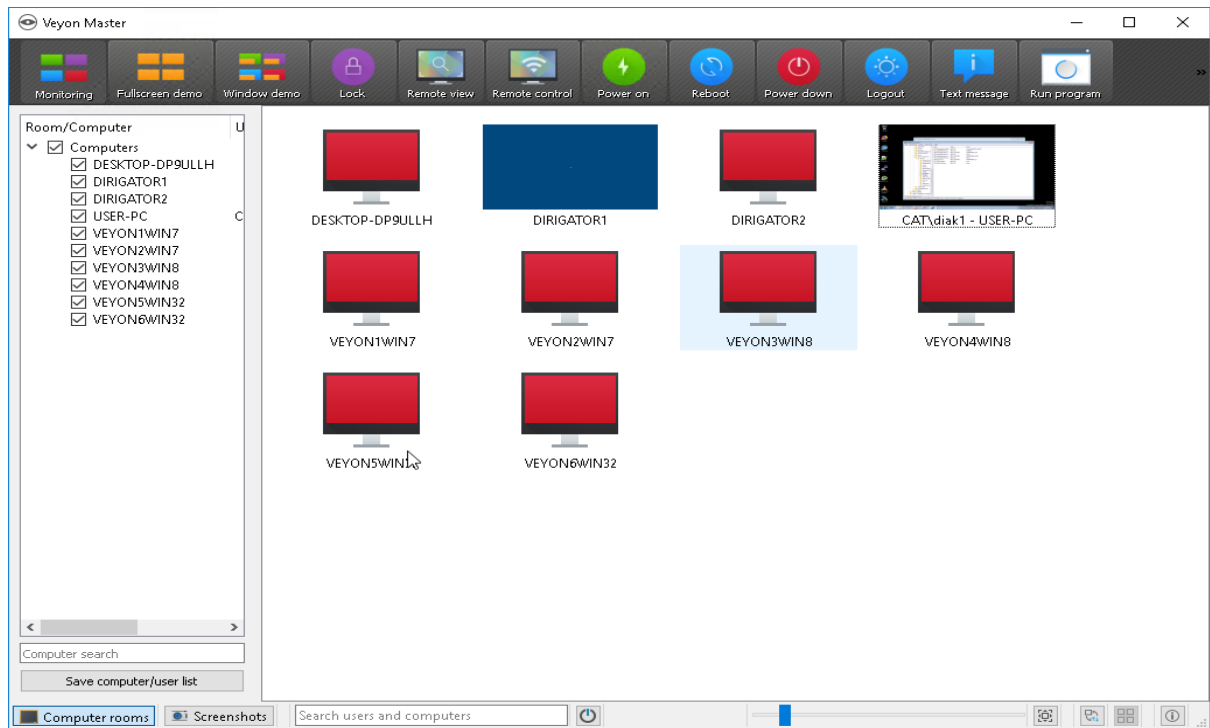 Veyon Master
Monitoring Fullscreen demo Window demo Lock Remote view Remote control Power on Reboot Power down Logout Text message Run program »
Room/Computer U
Computers
DESKTOP-DP9ULLH
DIRIGATOR1
DIRIGATOR2
USER-PC C
VEYON1WIN7
VEYON2WIN7
VEYON3WIN8
VEYON4WIN8
VEYON5WIN32
VEYON6WIN32
DESKTOP-DP9ULLH DIRIGATOR1 DIRIGATOR2 CAT\diak1 - USER-PC
VEYON1WIN7 VEYON2WIN7 VEYON3WIN8 VEYON4WIN8
VEYON6WIN32
Computer search
Save computer/user list
Computer rooms Screenshots Search users and computers